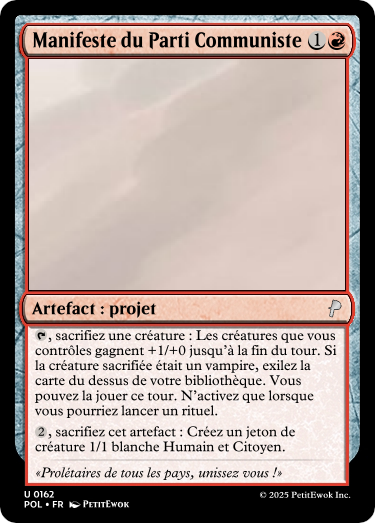 Manifeste du Parti Communiste 1
Artefact : projet
, sacrifiez une créature : Les créatures que vous
contrôles gagnent +1/+0 jusqu’à la fin du tour. Si
la créature sacrifiée était un vampire, exilez la
carte du dessus de votre bibliothèque. Vous
pouvez la jouer ce tour. N’activez que lorsque
vous pourriez lancer un rituel.
2, sacrifiez cet artefact : Créez un jeton de
créature 1/1 blanche Humain et Citoyen.
«Prolétaires de tous les pays, unissez vous !»
U 0162
POL • FR PetitEwok
© 2025 PetitEwok Inc.